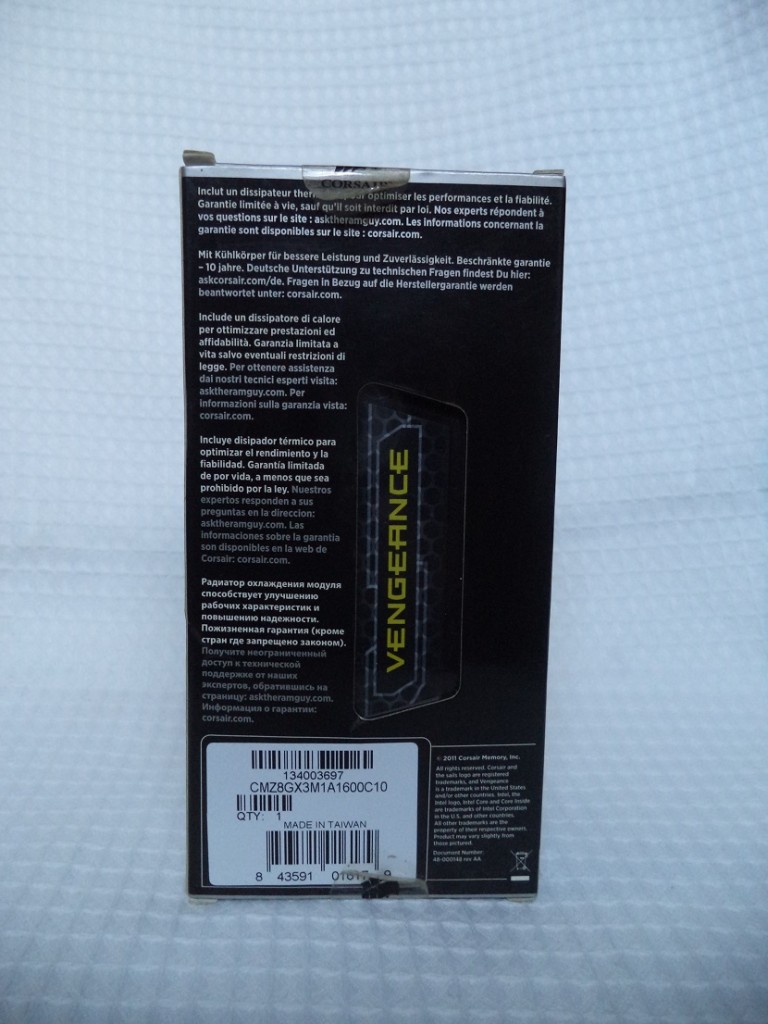 CORSAIR
Inclut un dissipateur pour optimiser les performances et la fiabilité.
Garantie limitée à vie, sauf qu'il soit interdit par loi. Nos experts répondent à
vos questions sur le site : asktheramguy.com. Les informations concernant la
garantie sont disponibles sur le site : corsair.com.
Mit Kühlkörper für bessere Leistung und Zuverlässigkeit. Beschränkte garantie
– 10 jahre. Deutsche Unterstützung zu technischen Fragen findest Du hier:
askcorsair.com/de. Fragen in Bezug auf die Herstellergarantie werden
beantwortet unter: corsair.com.
Include un dissipatore di calore
per ottimizzare prestazioni ed
affidabilità. Garanzia limitata a
vita salvo eventuali restrizioni di
legge. Per ottenere assistenza
dai nostri tecnici esperti visita:
asktheramguy.com. Per
informazioni sulla garanzia vista:
corsair.com.
Incluye disipador térmico para
optimizar el rendimiento y la
fiabilidad. Garantía limitada
de por vida, a menos que sea
prohibido por la ley. Nuestros
expertos responden a sus
preguntas en la direccion:
asktheramguy.com. Las
informaciones sobre la garantia
son disponibles en la web de
Corsair: corsair.com.
Радиатор охлаждения модуля
способствует улучшению
рабочих характеристик и
повышению надежности.
Пожизненная гарантия (кроме
стран где запрещено законом).
Получите неограниченный
доступ к технической
поддержке от наших
экспертов, обратившись на
страницу: asktheramguy.com.
Информация о гарантии:
corsair.com.
VENGEANCE
134003697
CMZ8GX3M1A1600C10
QTY: 1
MADE IN TAIWAN
8 43591 9
© 2011 Corsair Memory, Inc.
All rights reserved. Corsair and
the sails logo are registered
trademarks, and Vengeance
is a trademark in the United States
and/or other countries. Intel, the
Intel logo, Intel Core and Core Inside
are trademarks of Intel Corporation
in the U.S. and other countries.
All other trademarks are the
property of their respective owners.
Product may vary slightly from
those pictured.
Document Number:
rev AA